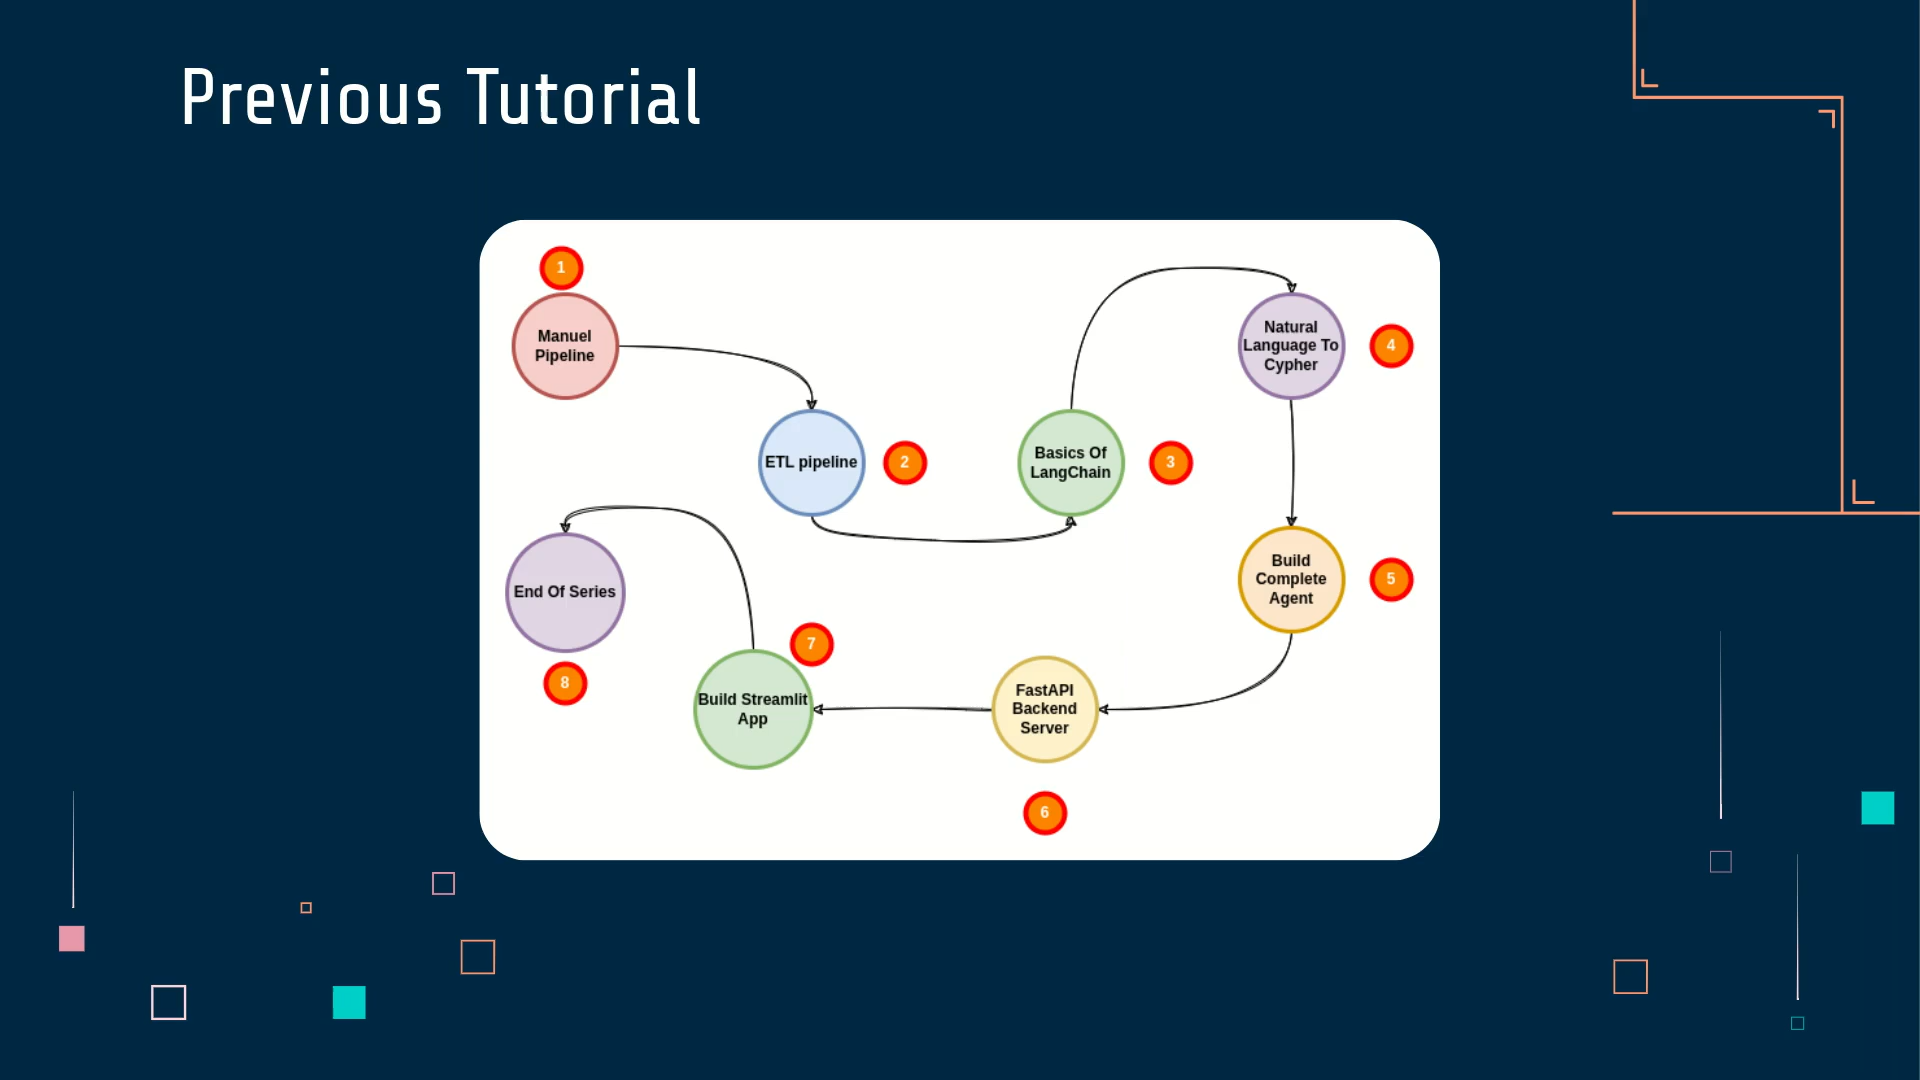 Previous Tutorial
1
Manuel
Pipeline
ETL pipeline
2
Basics Of
LangChain
3
Natural
Language To
Cypher
4
Build
Complete
Agent
5
FastAPI
Backend
Server
6
Build Streamlit
App
7
End Of Series
8